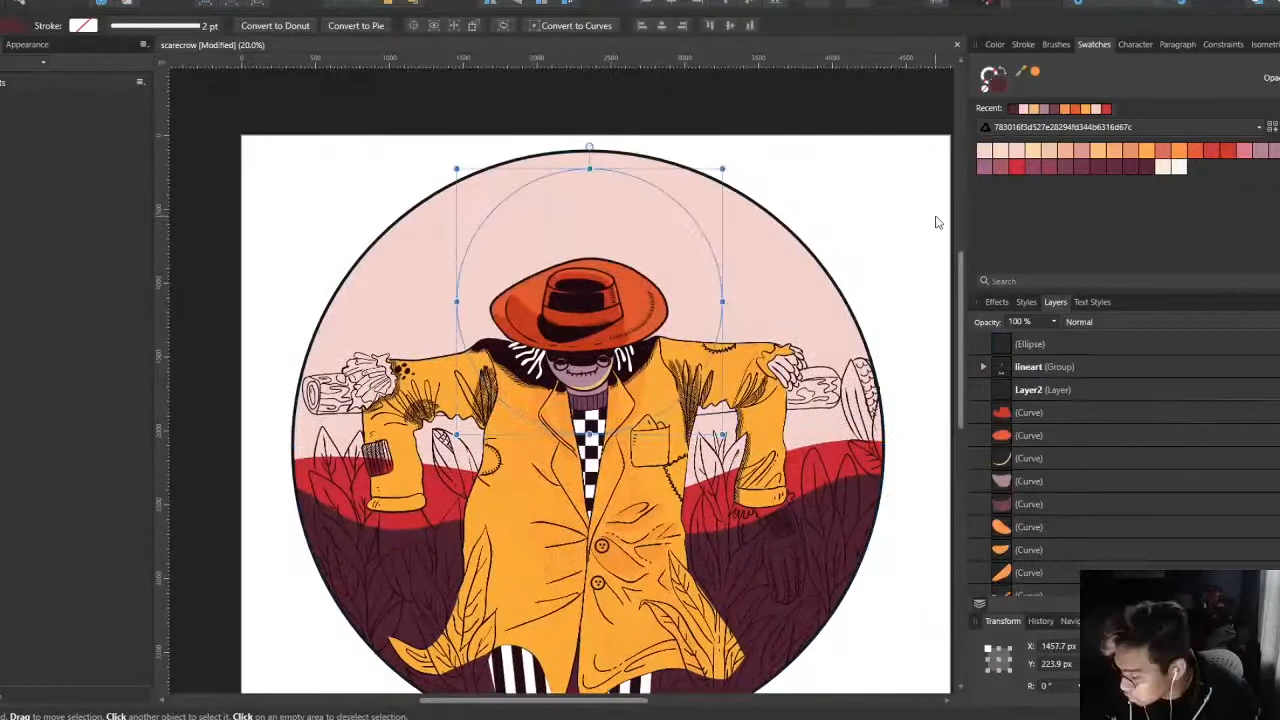 Stroke: 2 pt Convert to Donut Convert to Pie Convert to Curves
Appearance
scarecrow [Modified] (20.0%)
Color Stroke Brushes Swatches Character Paragraph Constraints Isomet
Opa
Recent:
783016f3d527e28294fd344b6316d67c
Search
Effects Styles Layers Text Styles
Opacity: 100 % Normal
(Ellipse)
lineart (Group)
Layer2 (Layer)
(Curve)
(Curve)
(Curve)
(Curve)
(Curve)
(Curve)
(Curve)
(Curve)
Transform History Navig
X: 1457.7 px
Y: 223.9 px
R: 0 °
Drag to move selection. Click another object to select it. Click on an empty area to deselect selection.